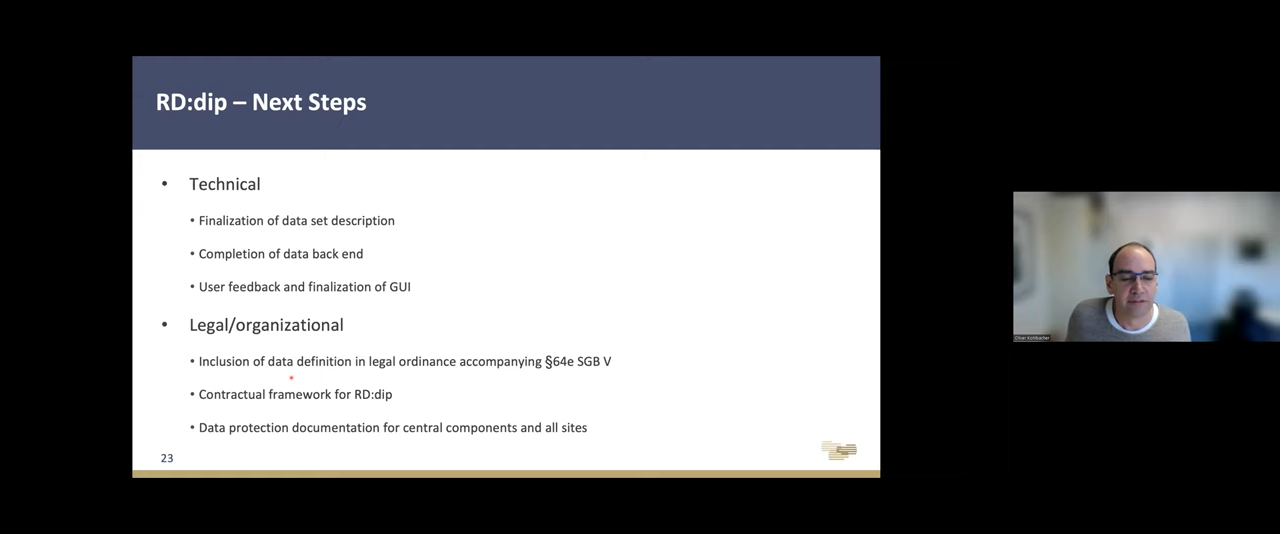 RD:dip – Next Steps
• Technical
• Finalization of data set description
• Completion of data back end
• User feedback and finalization of GUI
• Legal/organizational
• Inclusion of data definition in legal ordinance accompanying §64e SGB V
• Contractual framework for RD:dip
• Data protection documentation for central components and all sites
23
Oliver Kohlbacher